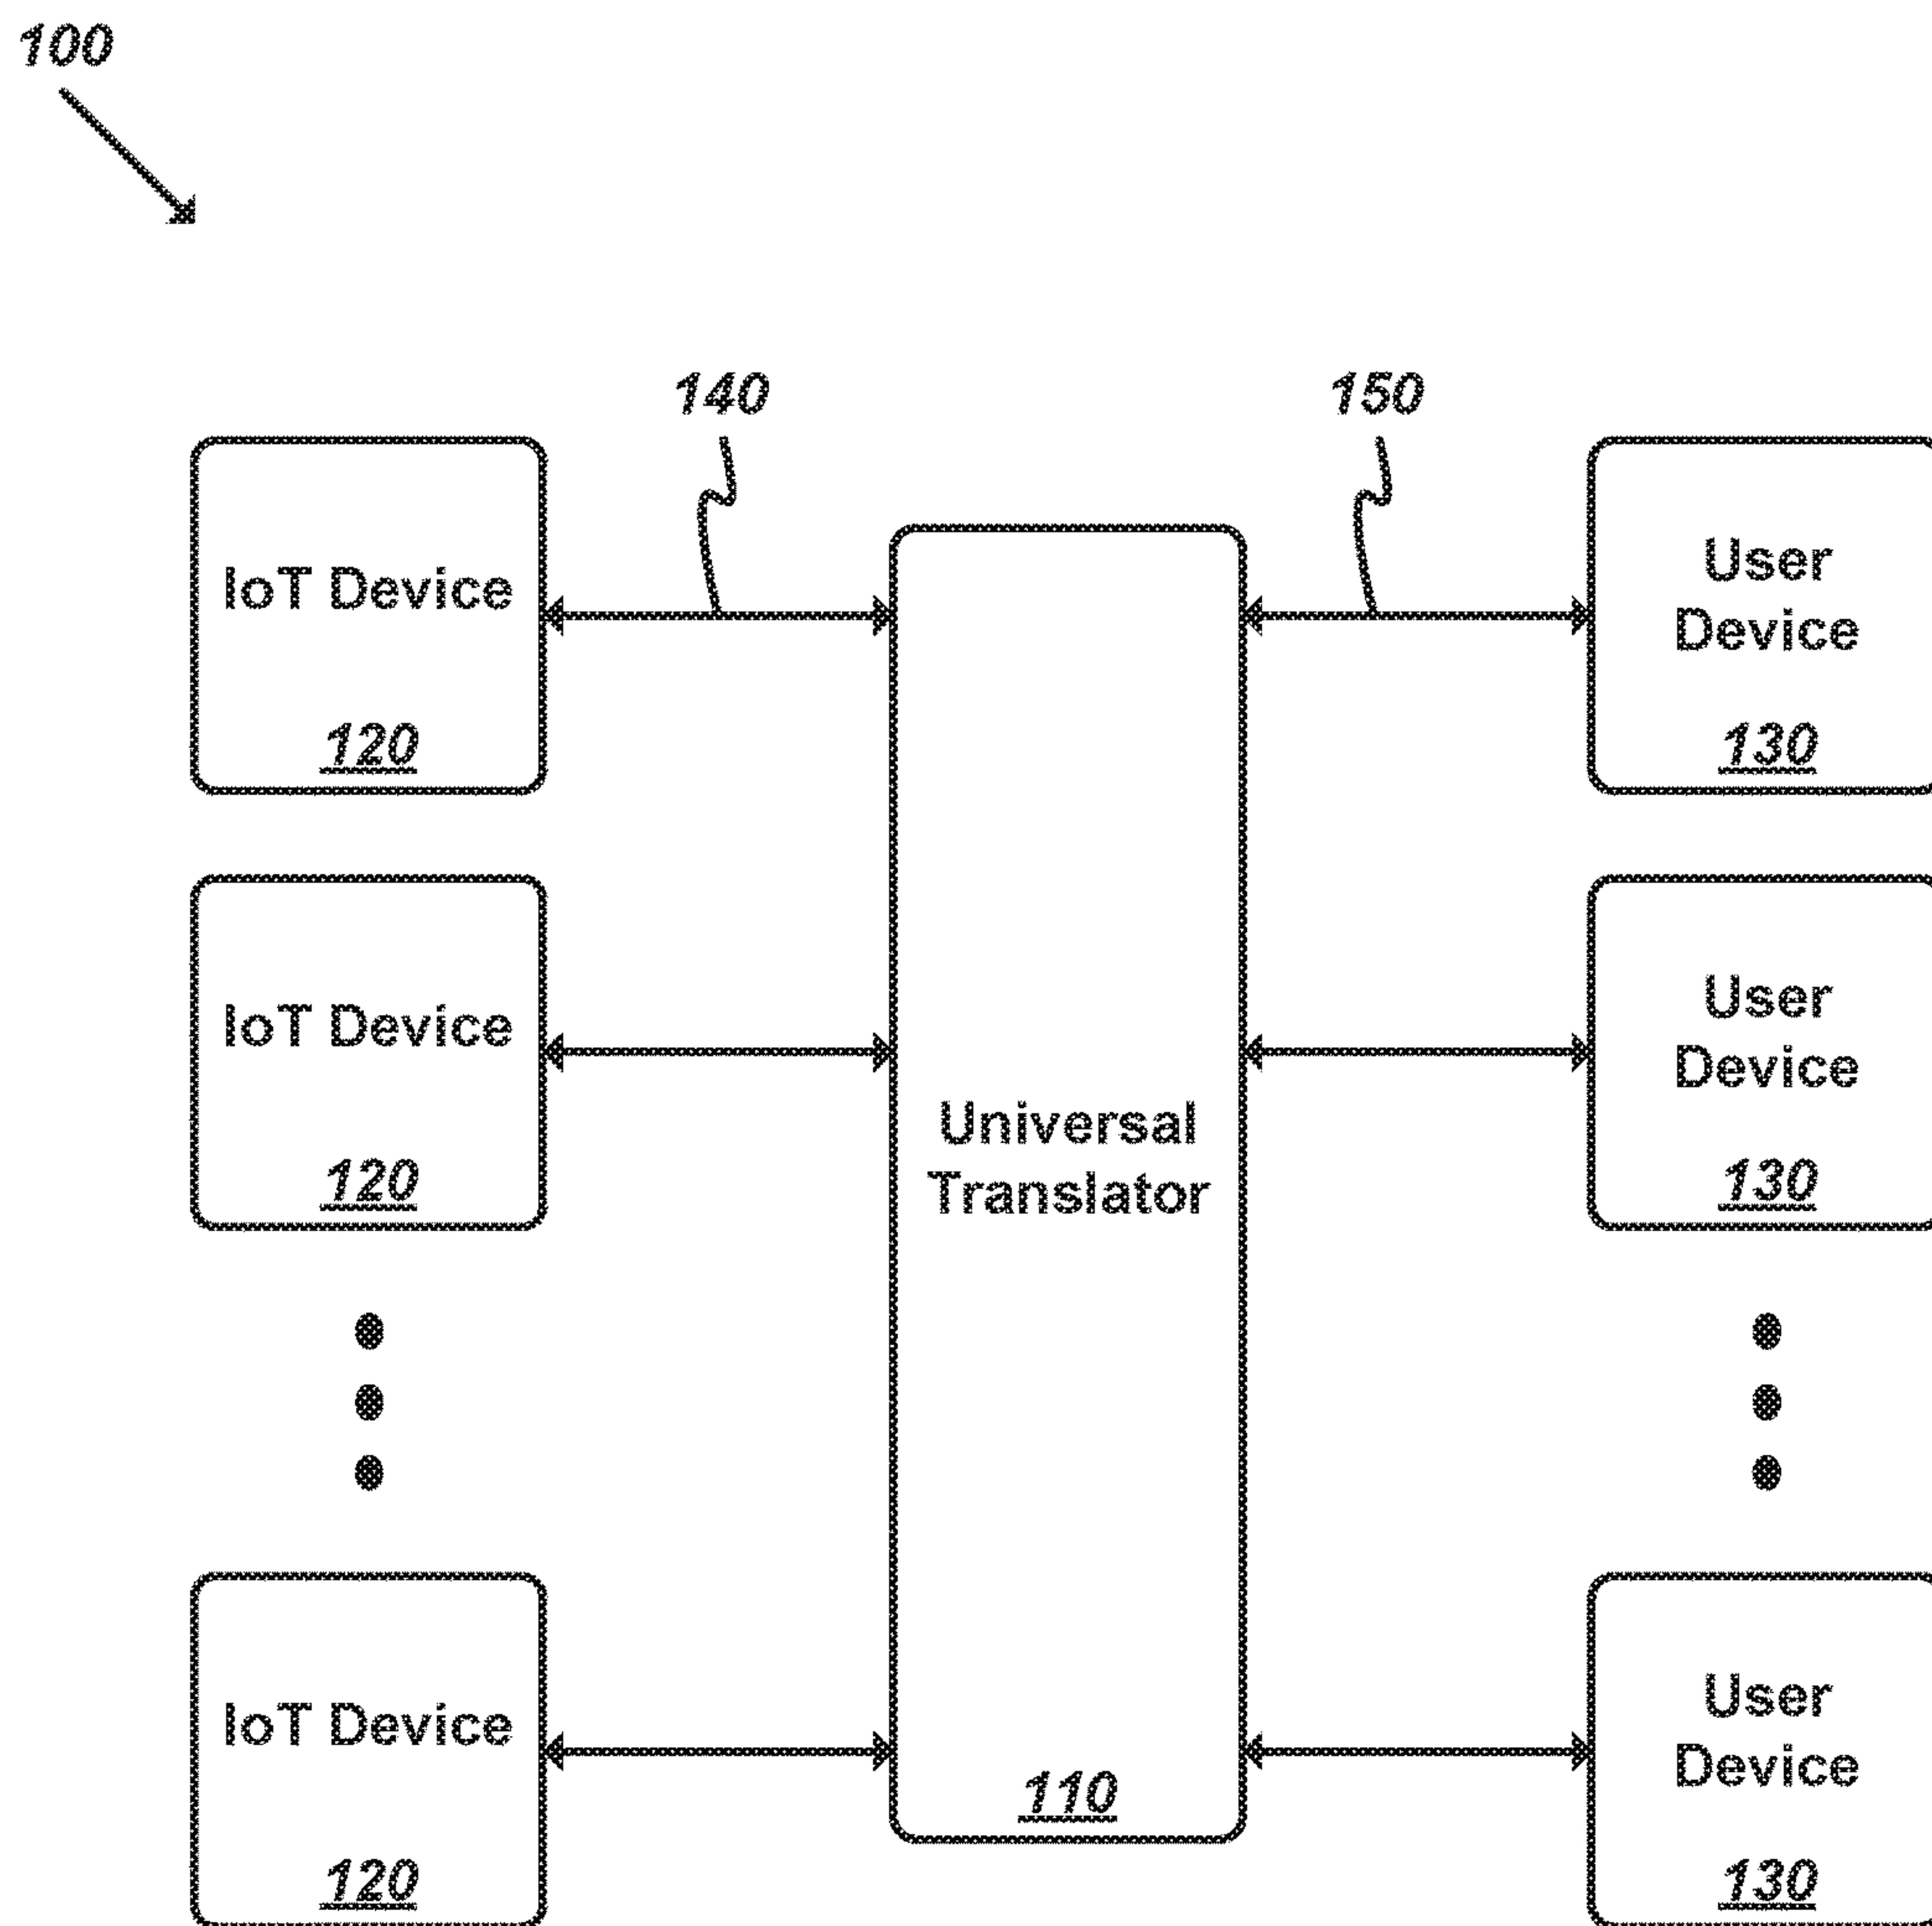 100
140
150
IoT Device
120
User
Device
130
IoT Device
120
User
Device
130
Universal
Translator
110
IoT Device
120
User
Device
130